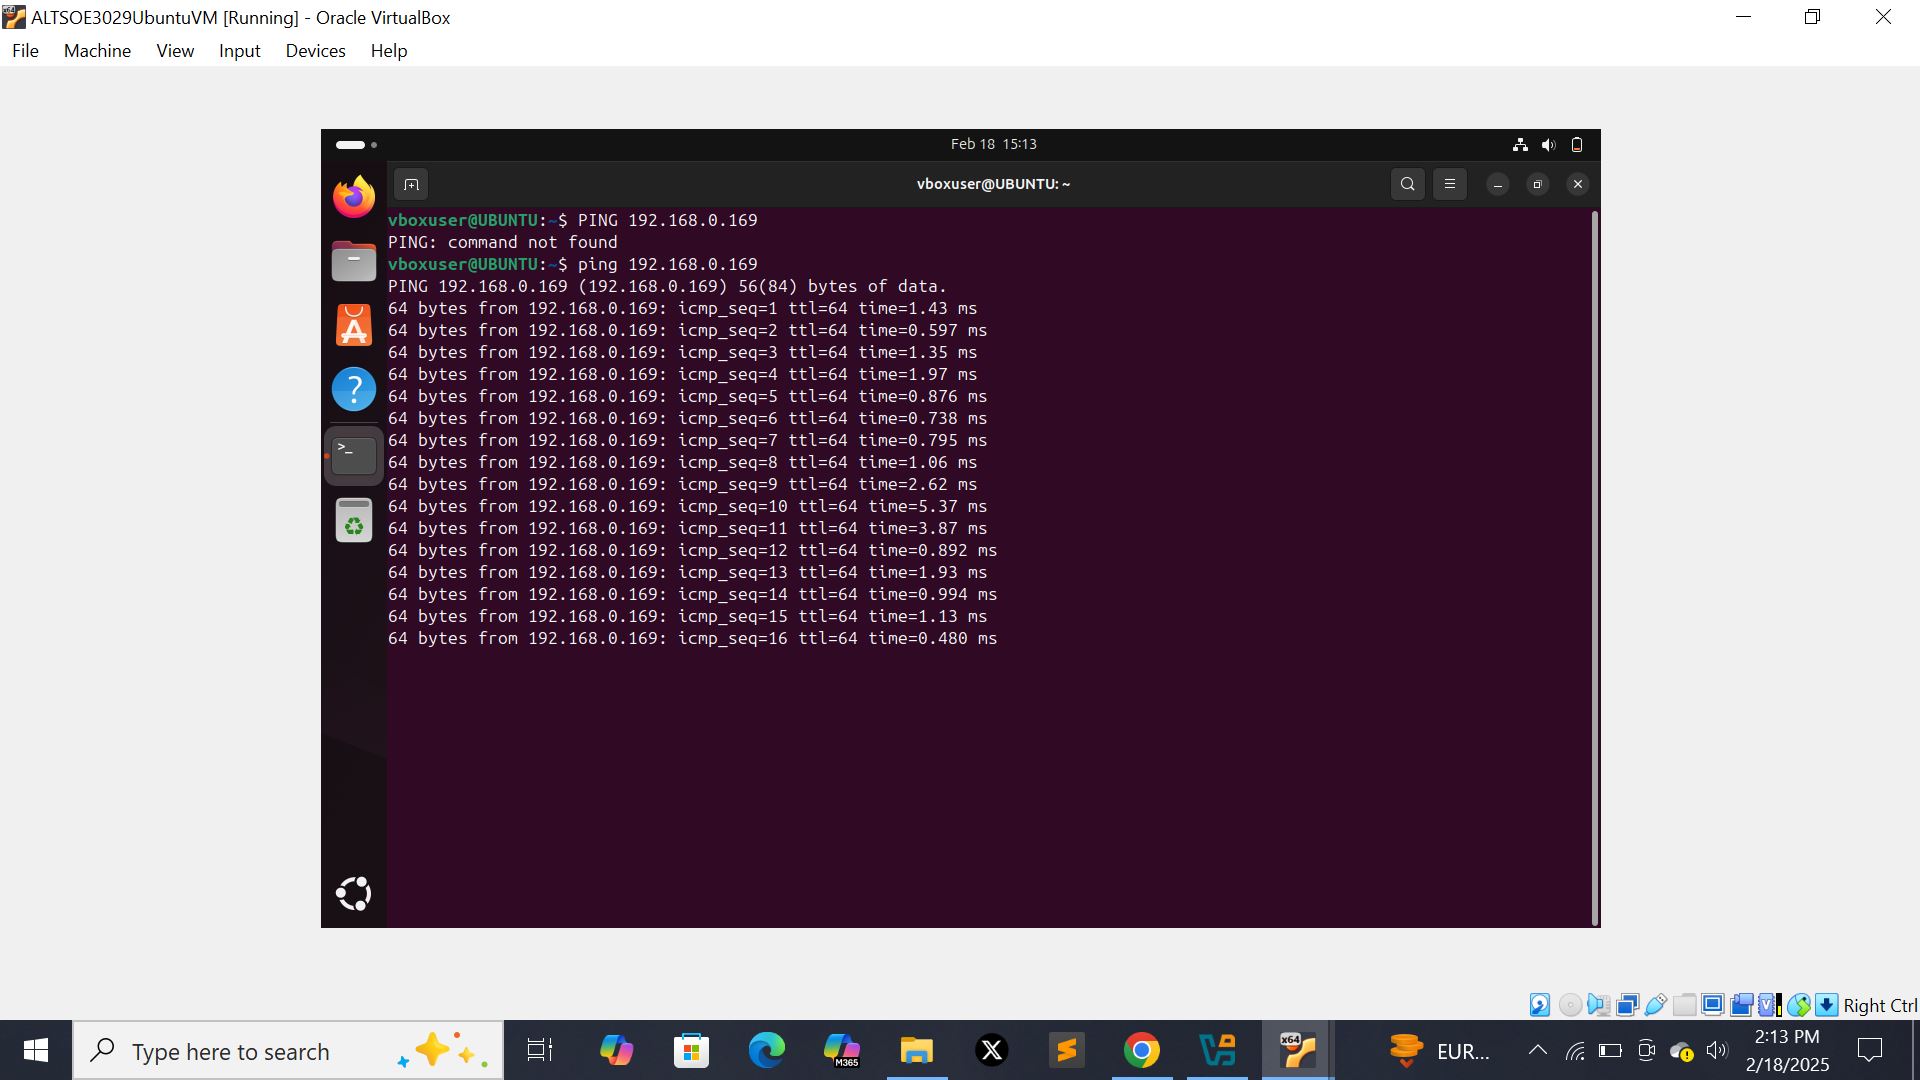 ALTSOE3029UbuntuVM [Running] - Oracle VirtualBox
File Machine View Input Devices Help
Feb 18 15:13
vboxuser@UBUNTU: ~
vboxuser@UBUNTU:~$ PING 192.168.0.169
PING: command not found
vboxuser@UBUNTU:~$ ping 192.168.0.169
PING 192.168.0.169 (192.168.0.169) 56(84) bytes of data.
64 bytes from 192.168.0.169: icmp_seq=1 ttl=64 time=1.43 ms
64 bytes from 192.168.0.169: icmp_seq=2 ttl=64 time=0.597 ms
64 bytes from 192.168.0.169: icmp_seq=3 ttl=64 time=1.35 ms
64 bytes from 192.168.0.169: icmp_seq=4 ttl=64 time=1.97 ms
64 bytes from 192.168.0.169: icmp_seq=5 ttl=64 time=0.876 ms
64 bytes from 192.168.0.169: icmp_seq=6 ttl=64 time=0.738 ms
64 bytes from 192.168.0.169: icmp_seq=7 ttl=64 time=0.795 ms
64 bytes from 192.168.0.169: icmp_seq=8 ttl=64 time=1.06 ms
64 bytes from 192.168.0.169: icmp_seq=9 ttl=64 time=2.62 ms
64 bytes from 192.168.0.169: icmp_seq=10 ttl=64 time=5.37 ms
64 bytes from 192.168.0.169: icmp_seq=11 ttl=64 time=3.87 ms
64 bytes from 192.168.0.169: icmp_seq=12 ttl=64 time=0.892 ms
64 bytes from 192.168.0.169: icmp_seq=13 ttl=64 time=1.93 ms
64 bytes from 192.168.0.169: icmp_seq=14 ttl=64 time=0.994 ms
64 bytes from 192.168.0.169: icmp_seq=15 ttl=64 time=1.13 ms
64 bytes from 192.168.0.169: icmp_seq=16 ttl=64 time=0.480 ms
Right Ctrl
Type here to search
M365
x64
EUR...
2:13 PM
2/18/2025